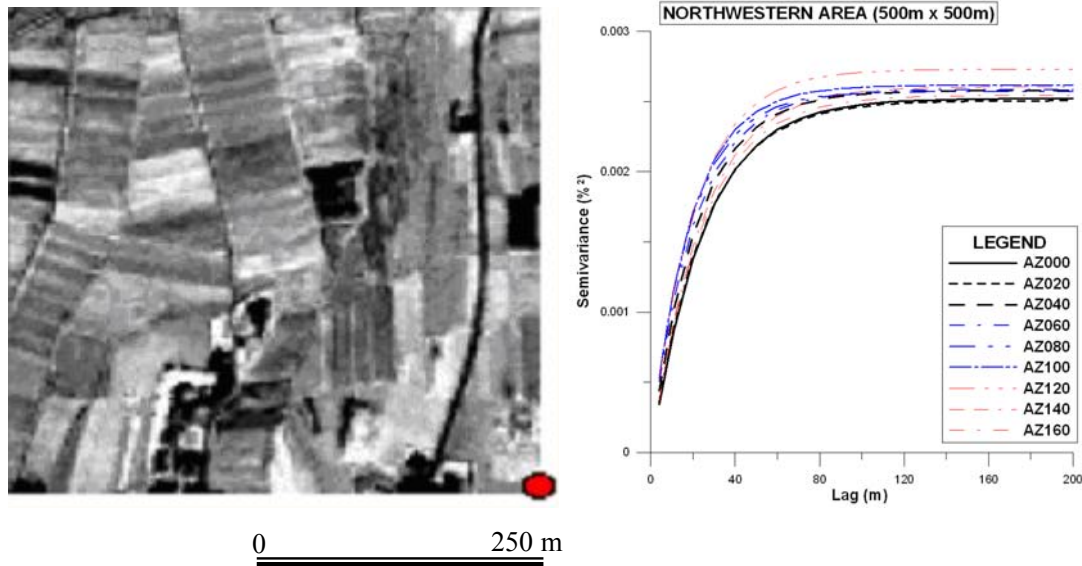 NORTHWESTERN AREA (500m x 500m)
0.003
0.002
0.001
0
Semivariance (%²)
LEGEND
AZ000
AZ020
AZ040
AZ060
AZ080
AZ100
AZ120
AZ140
AZ160
0 40 80 120 160 200
Lag (m)
0 250 m